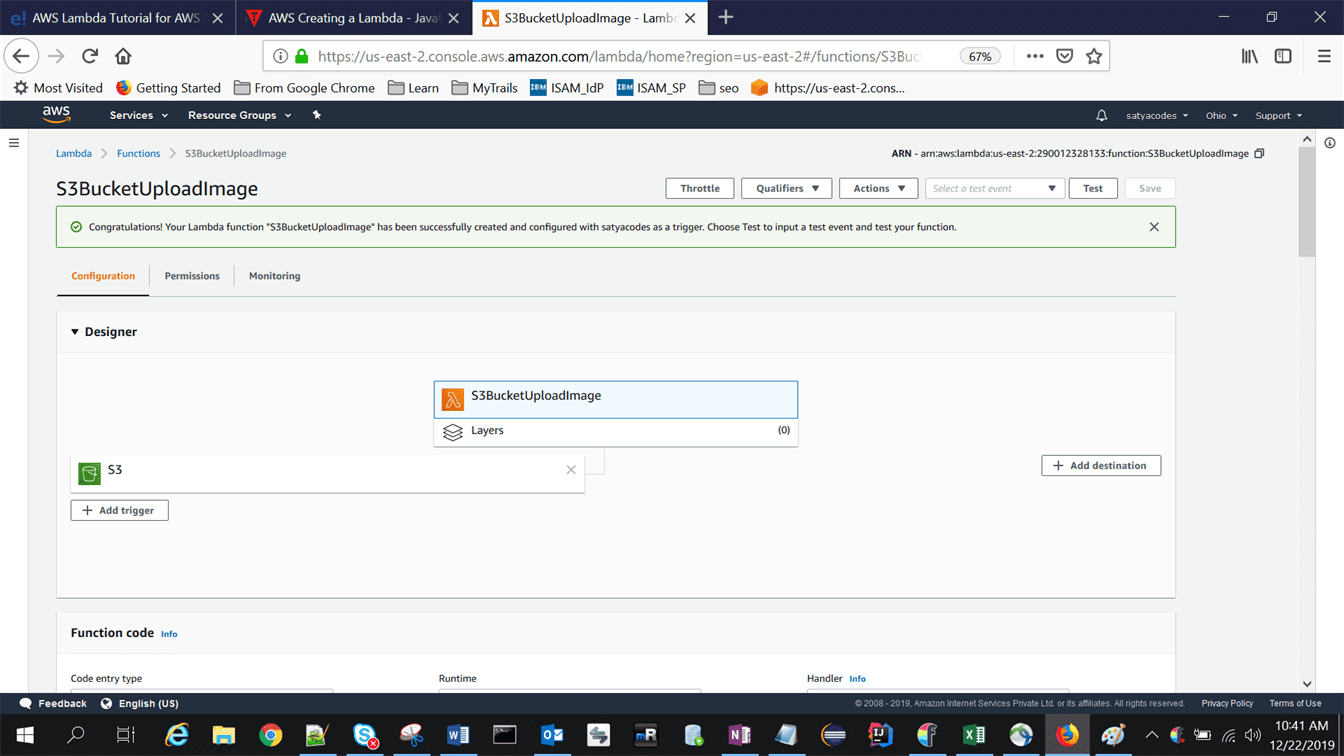 AWS Lambda Tutorial for AWS
AWS Creating a Lambda - Java
S3BucketUploadImage - Lamb
https://us-east-2.console.aws.amazon.com/lambda/home?region=us-east-2#/functions/S3Buc
67%
Most Visited
Getting Started
From Google Chrome
Learn
MyTrails
IBM ISAM_IdP
IBM ISAM_SP
seo
https://us-east-2.cons...
aws
Services
Resource Groups
satyacodes
Ohio
Support
Lambda
Functions
S3BucketUploadImage
ARN - arn:aws:lambda:us-east-2:290012328133:function:S3BucketUploadImage
S3BucketUploadImage
Throttle
Qualifiers
Actions
Select a test event
Test
Save
Congratulations! Your Lambda function "S3BucketUploadImage" has been successfully created and configured with satyacodes as a trigger. Choose Test to input a test event and test your function.
Configuration
Permissions
Monitoring
Designer
S3BucketUploadImage
Layers
(0)
S3
Add trigger
Add destination
Function code Info
Code entry type
Runtime
Handler Info
Feedback
English (US)
© 2008 - 2019, Amazon Internet Services Private Ltd. or its affiliates. All rights reserved.
Privacy Policy
Terms of Use
10:41 AM
12/22/2019